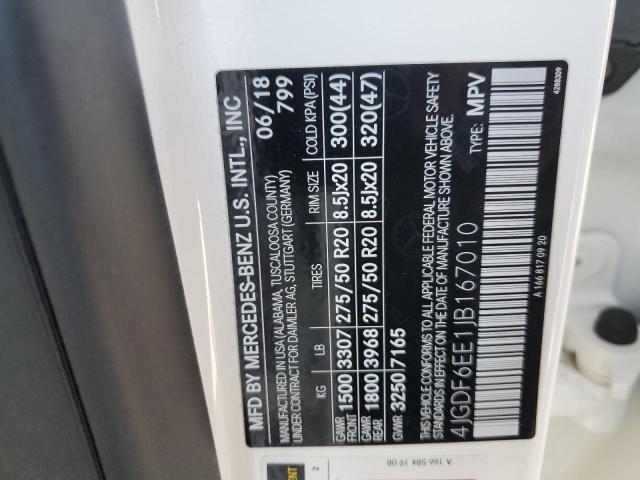 MFD BY MERCEDES-BENZ U.S. INTL., INC
MANUFACTURED IN USA (ALABAMA, TUSCALOOSA COUNTY) 06/18
UNDER CONTRACT FOR DAIMLER AG, STUTTGART (GERMANY) 799
KG LB TIRES RIM SIZE COLD KPA(PSI)
GAWR FRONT 1500 3307 275/50 R20 8.5Jx20 300(44)
GAWR REAR 1800 3968 275/50 R20 8.5Jx20 320(47)
GVWR 3250 7165
THIS VEHICLE CONFORMS TO ALL APPLICABLE FEDERAL MOTOR VEHICLE SAFETY
STANDARDS IN EFFECT ON THE DATE OF MANUFACTURE SHOWN ABOVE.
4JGDF6EE1JB167010 TYPE: MPV
A 166 817 09 20
4288309
A 166 584 19 08
2